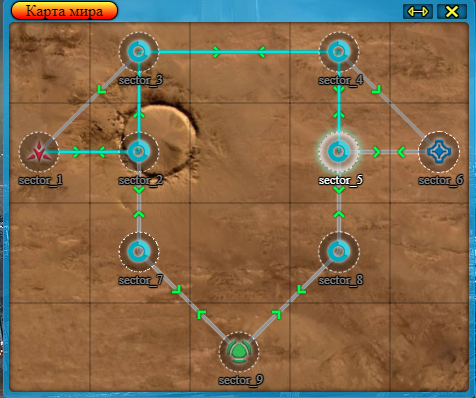 Карта мира
sector_3
sector_4
sector_1
sector_2
sector_5
sector_6
sector_7
sector_8
sector_9